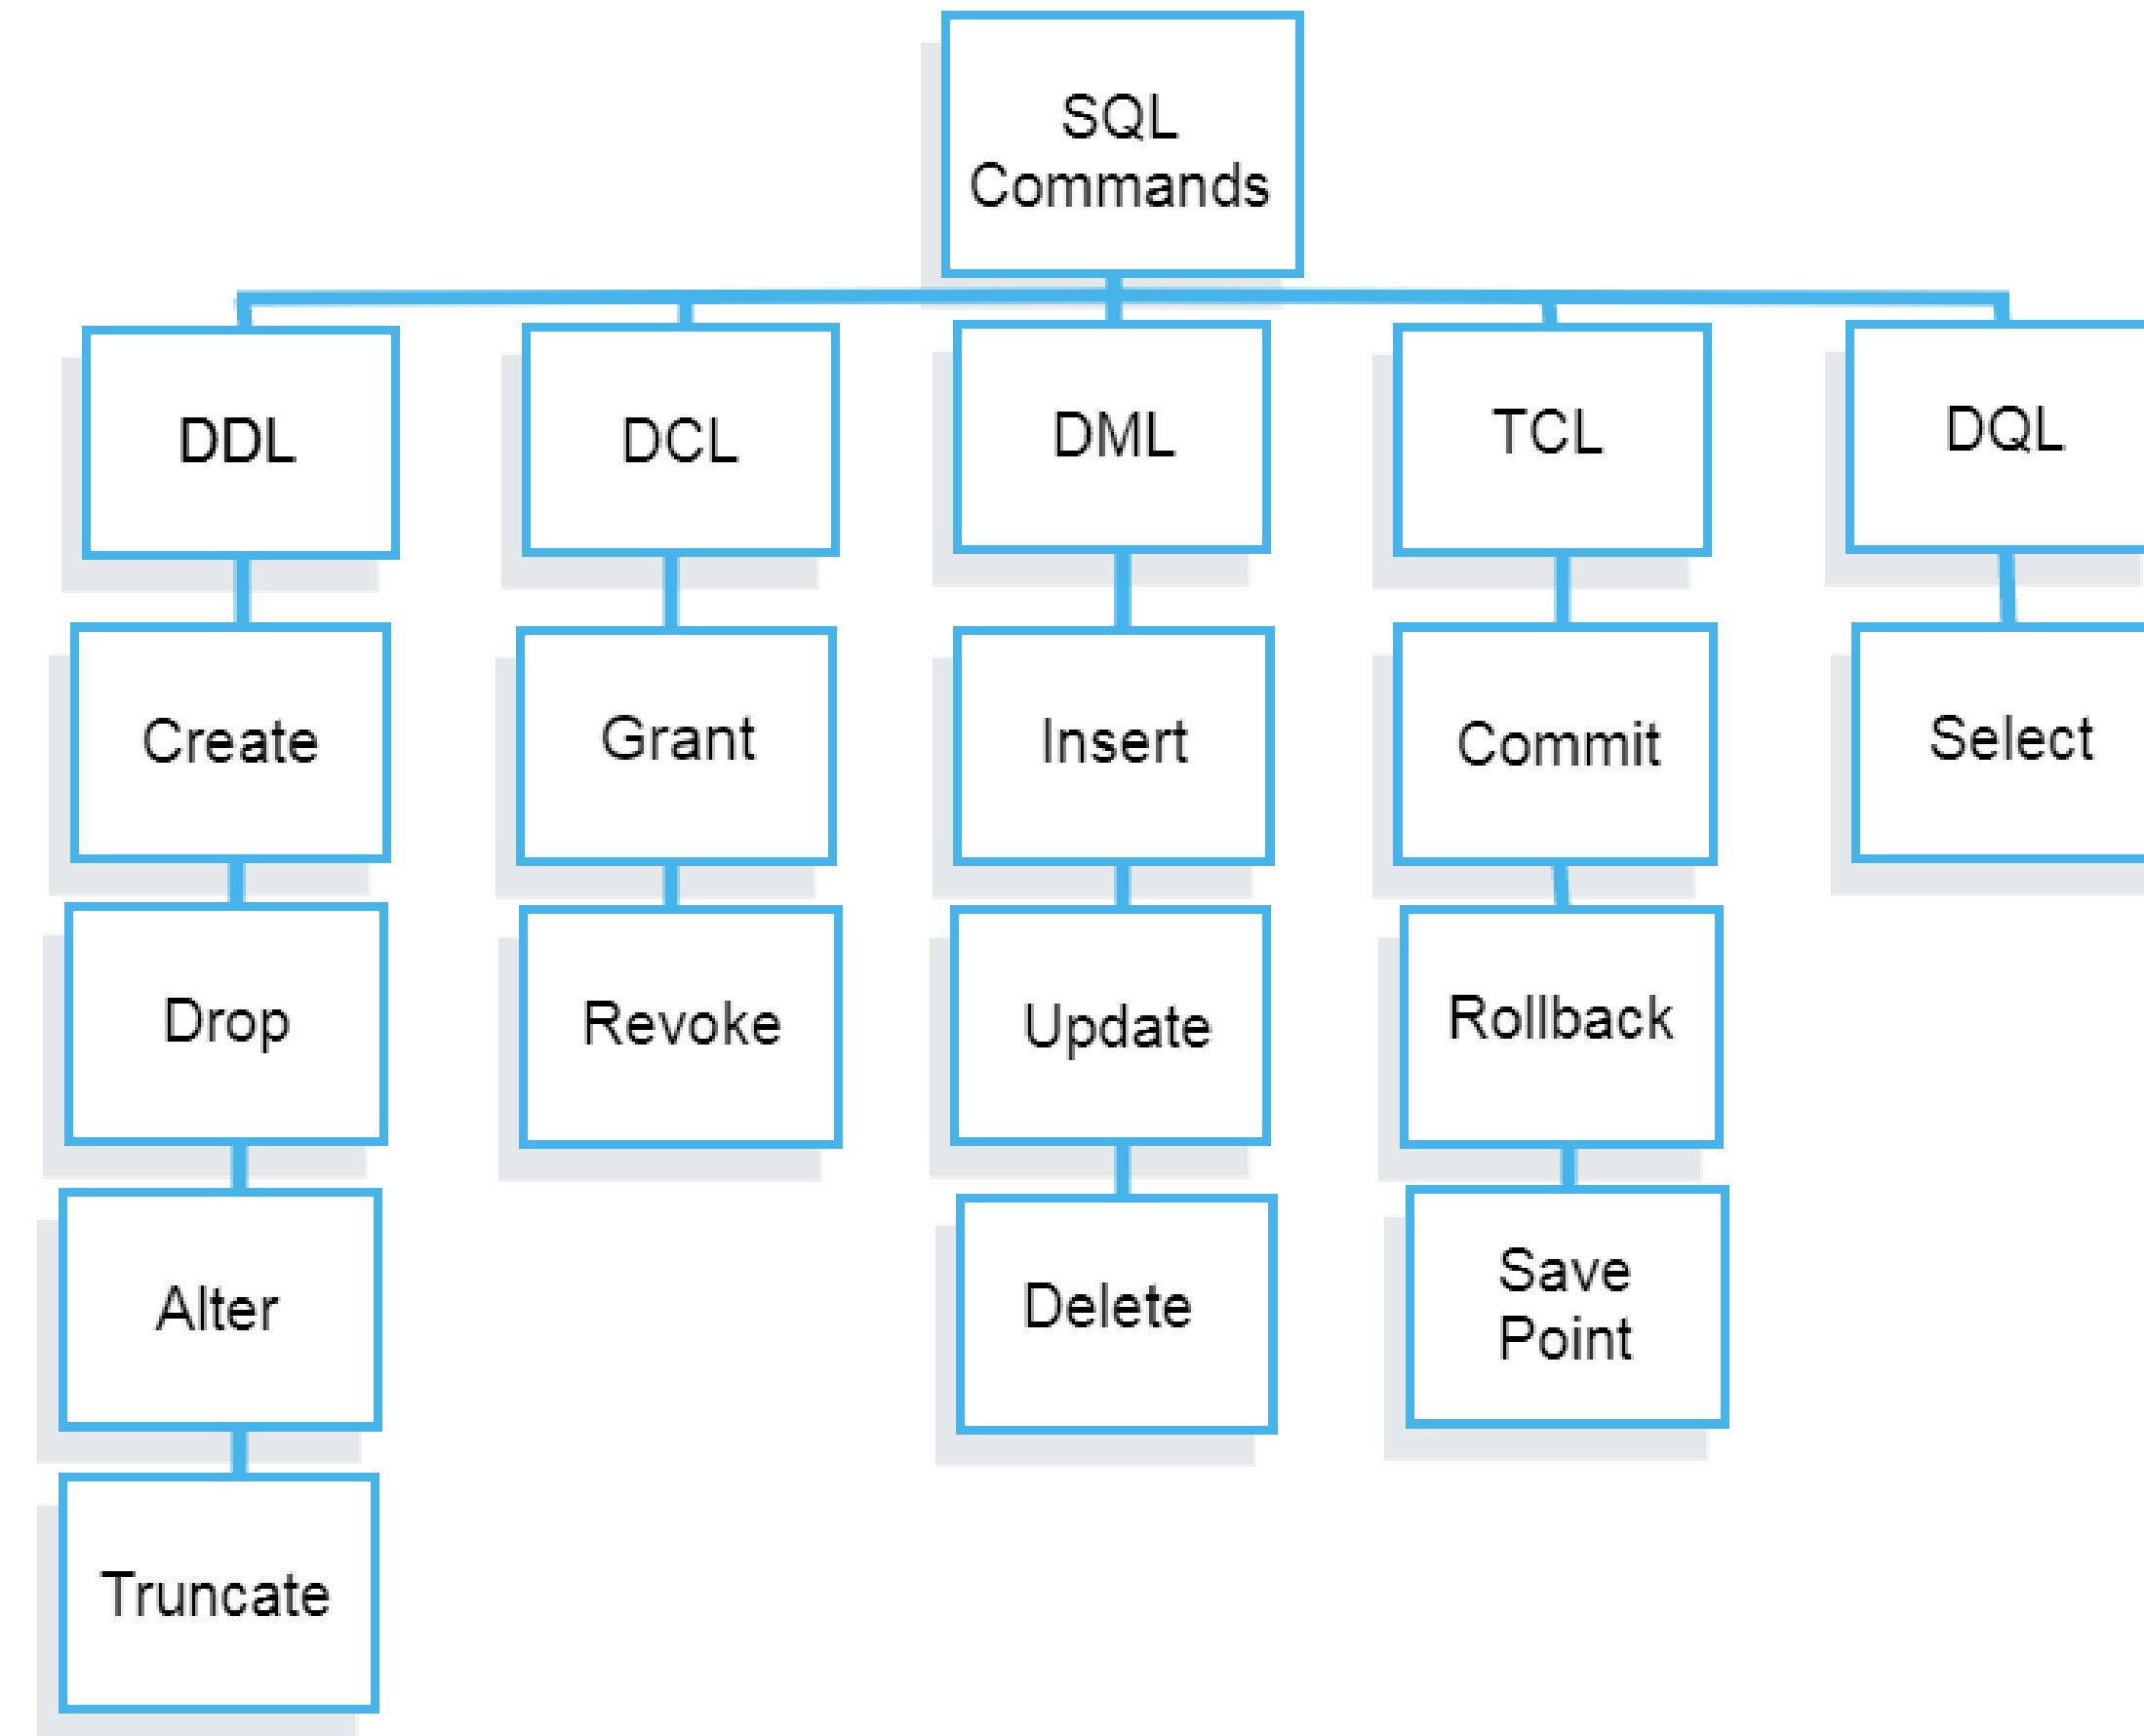 SQL
Commands
DDL
DCL
DML
TCL
DQL
Create
Grant
Insert
Commit
Select
Drop
Revoke
Update
Rollback
Alter
Delete
Save
Point
Truncate